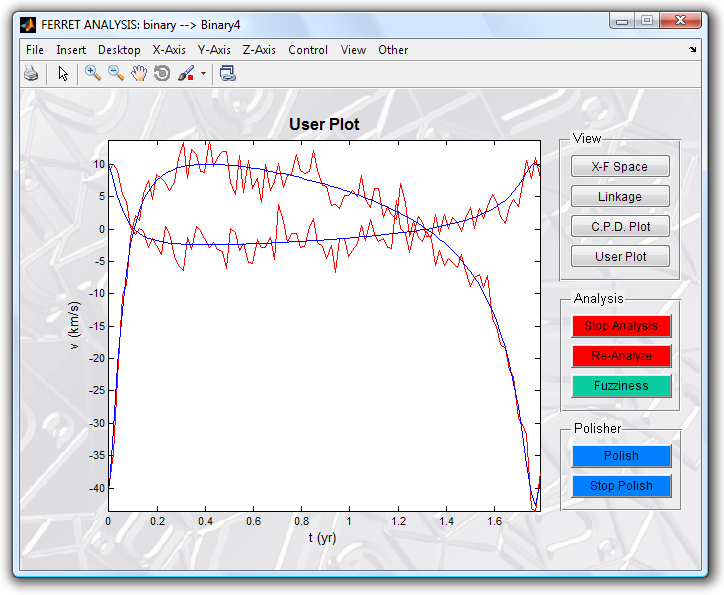 FERRET ANALYSIS: binary --> Binary4
File Insert Desktop X-Axis Y-Axis Z-Axis Control View Other
User Plot
10
5
0
-5
-10
-15
-20
-25
-30
-35
-40
v (km/s)
0 0.2 0.4 0.6 0.8 1 1.2 1.4 1.6
t (yr)
View
X-F Space
Linkage
C.P.D. Plot
User Plot
Analysis
Stop Analysis
Re-Analyze
Fuzziness
Polisher
Polish
Stop Polish